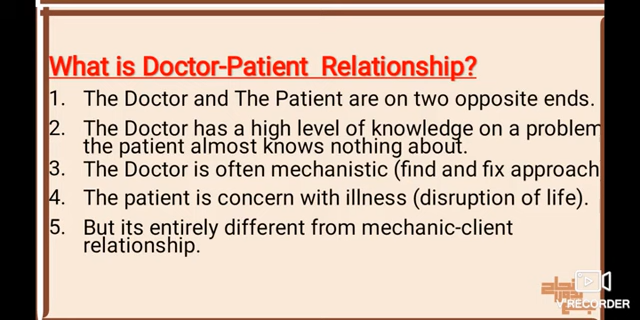 What is Doctor-Patient Relationship?
1. The Doctor and The Patient are on two opposite ends.
2. The Doctor has a high level of knowledge on a problem
the patient almost knows nothing about.
3. The Doctor is often mechanistic (find and fix approach
4. The patient is concern with illness (disruption of life).
5. But its entirely different from mechanic-client
relationship.
RECORDER